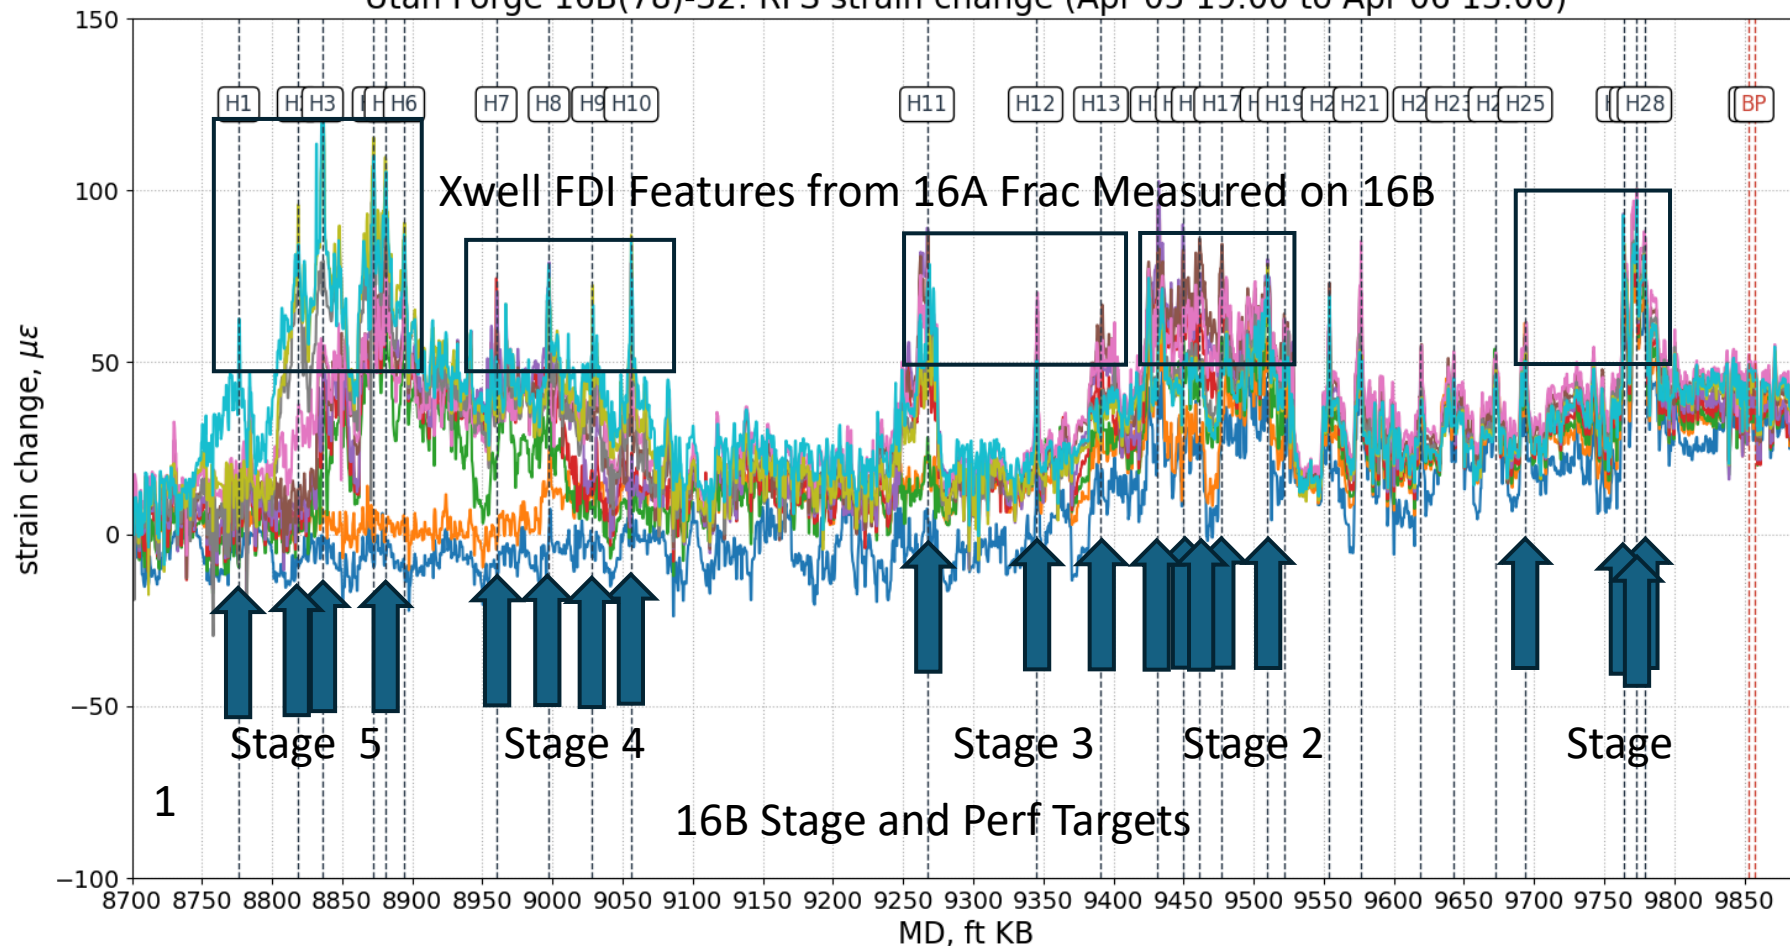 Utah Forge 16B(78)-32: RFS strain change (Apr 03 19:00 to Apr 06 13:00)
150
100
50
0
−50
−100
strain change, με
H1 H3 H6 H7 H8 H9 H10 H11 H12 H13 H17 H19 H21 H23 H25 H28 BP
Xwell FDI Features from 16A Frac Measured on 16B
Stage 5 Stage 4 Stage 3 Stage 2 Stage
1
16B Stage and Perf Targets
8700 8750 8800 8850 8900 8950 9000 9050 9100 9150 9200 9250 9300 9350 9400 9450 9500 9550 9600 9650 9700 9750 9800 9850
MD, ft KB